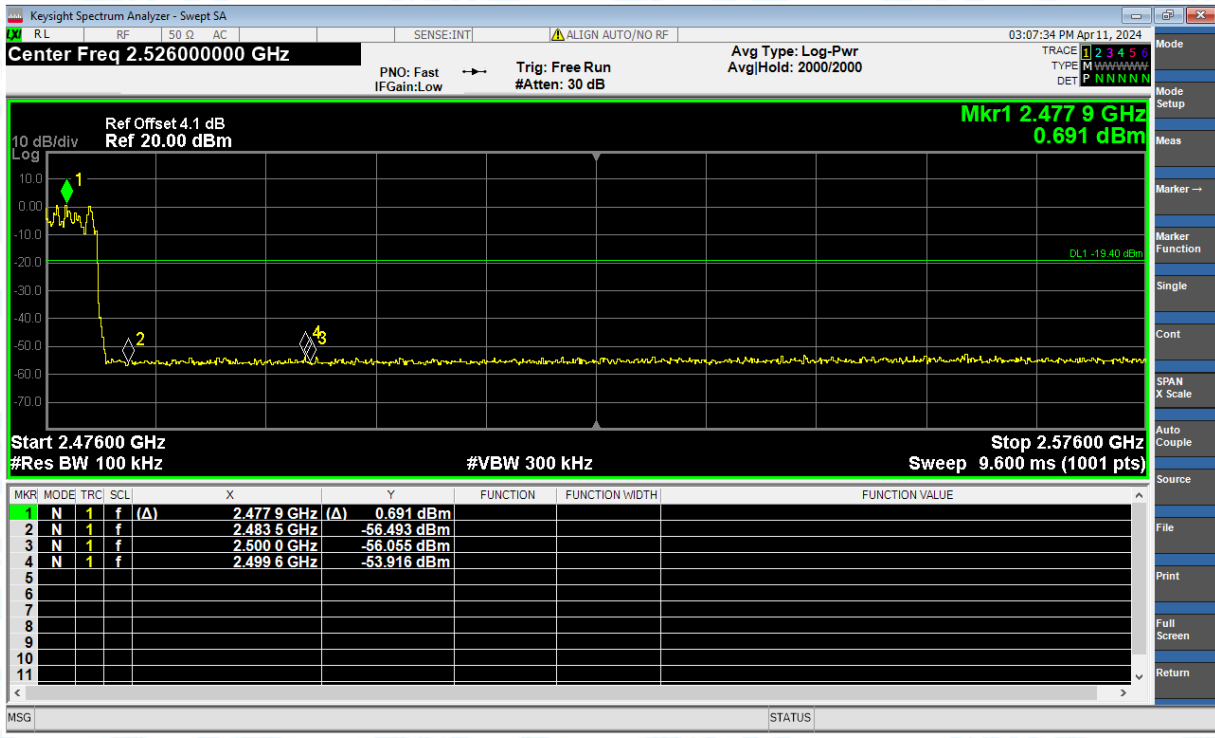 Keysight Spectrum Analyzer - Swept SA
LXI RL RF 50 Ω AC SENSE:INT ALIGN AUTO/NO RF 03:07:34 PM Apr 11, 2024
Center Freq 2.526000000 GHz
PNO: Fast
IFGain:Low
Trig: Free Run
#Atten: 30 dB
Avg Type: Log-Pwr
Avg|Hold: 2000/2000
TRACE 1 2 3 4 5 6
TYPE M WWWWW
DET P N N N N N
Mkr1 2.477 9 GHz
0.691 dBm
Ref Offset 4.1 dB
10 dB/div Ref 20.00 dBm
Log
10.0
0.00
-10.0
-20.0
-30.0
-40.0
-50.0
-60.0
-70.0
1
2
4
3
DL1 -19.40 dBm
Start 2.47600 GHz Stop 2.57600 GHz
#Res BW 100 kHz #VBW 300 kHz Sweep 9.600 ms (1001 pts)
MKR MODE TRC SCL X Y FUNCTION FUNCTION WIDTH FUNCTION VALUE
1 N 1 f (Δ) 2.477 9 GHz (Δ) 0.691 dBm
2 N 1 f 2.483 5 GHz -56.493 dBm
3 N 1 f 2.500 0 GHz -56.055 dBm
4 N 1 f 2.499 6 GHz -53.916 dBm
5
6
7
8
9
10
11
MSG STATUS
Mode
Mode
Setup
Meas
Marker →
Marker
Function
Single
Cont
SPAN
X Scale
Auto
Couple
Source
File
Print
Full
Screen
Return